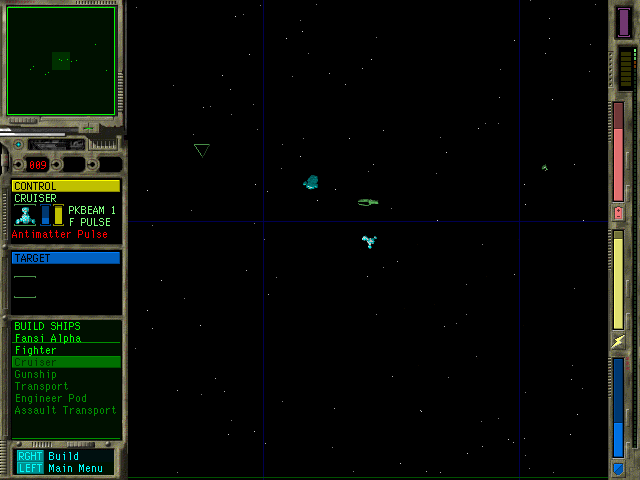 009
CONTROL
CRUISER
PKBEAM 1
F PULSE
Antimatter Pulse
TARGET
BUILD SHIPS
Fansi Alpha
Fighter
Cruiser
Gunship
Transport
Engineer Pod
Assault Transport
RGHT Build
LEFT Main Menu